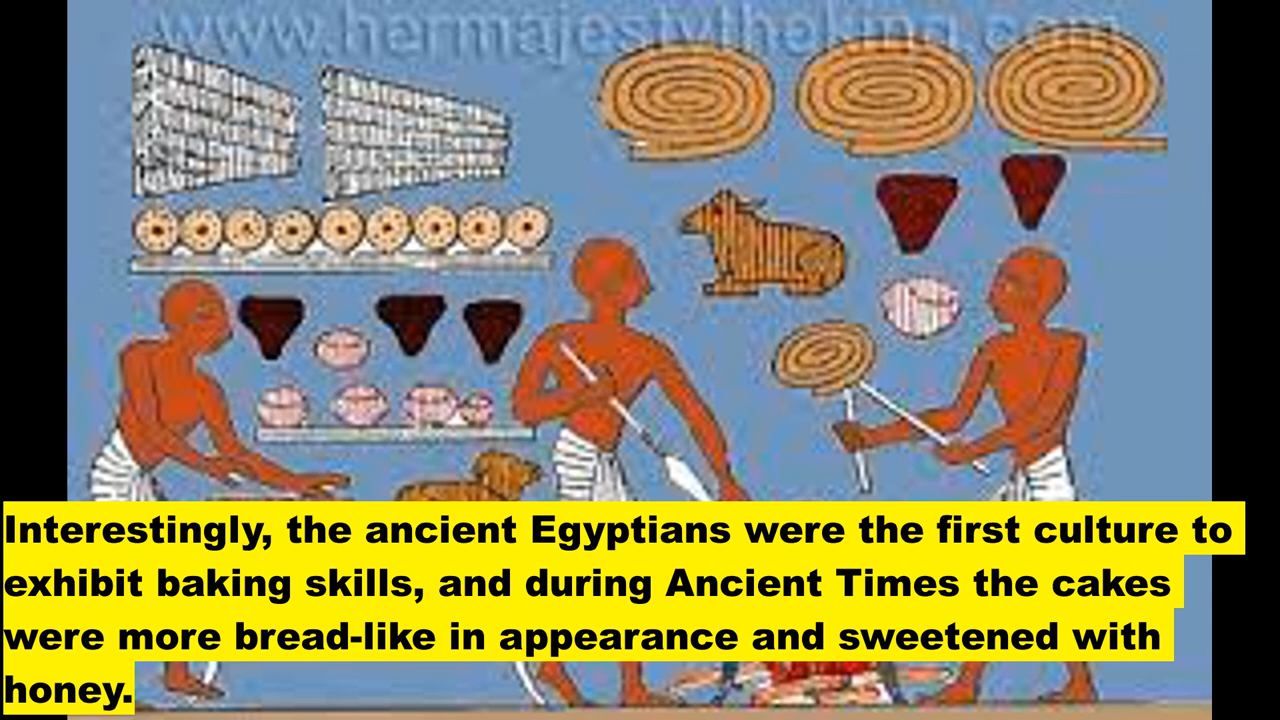 www.hermajestytheking.com
Interestingly, the ancient Egyptians were the first culture to
exhibit baking skills, and during Ancient Times the cakes
were more bread-like in appearance and sweetened with
honey.